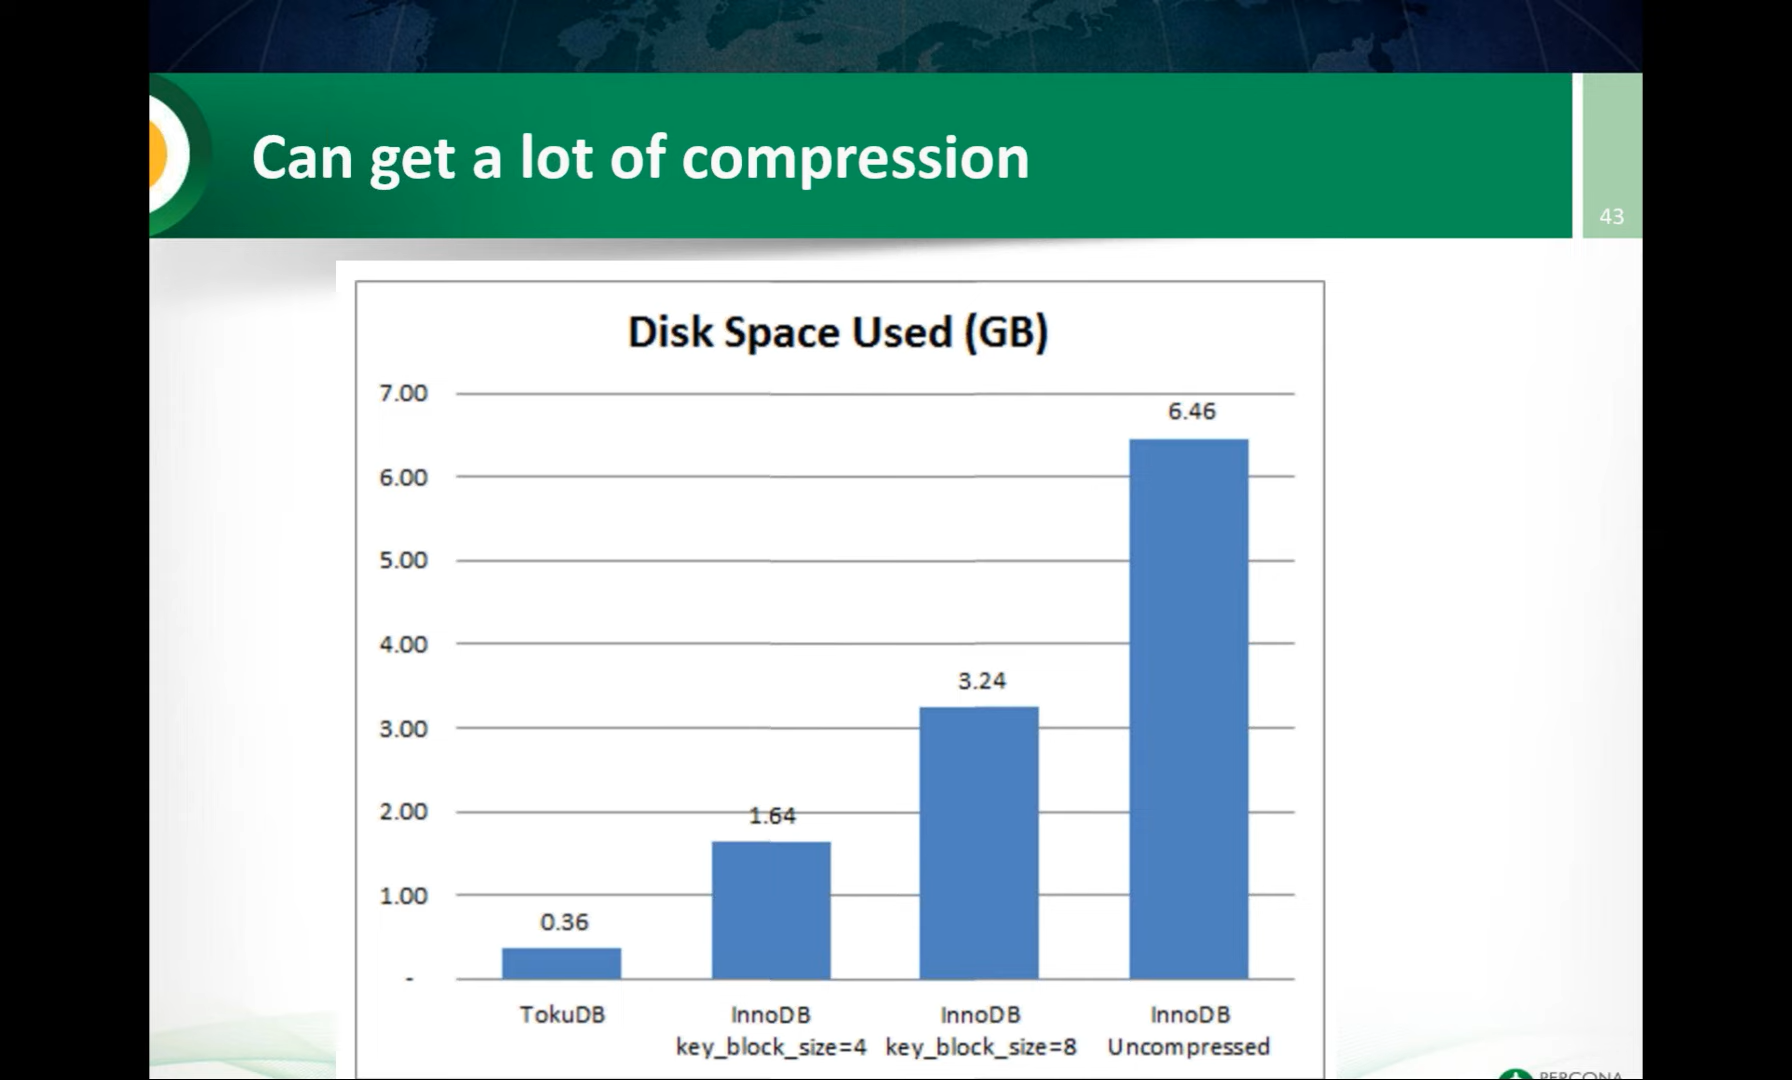 Can get a lot of compression
43
Disk Space Used (GB)
7.00
6.46
6.00
5.00
4.00
3.24
3.00
2.00
1.64
1.00
0.36
-
TokuDB
InnoDB
key_block_size=4
InnoDB
key_block_size=8
InnoDB
Uncompressed
PERCONA